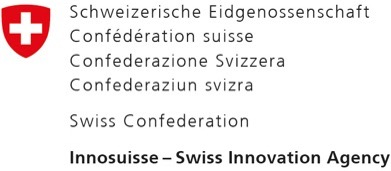 Schweizerische Eidgenossenschaft
Confédération suisse
Confederazione Svizzera
Confederaziun svizra
Swiss Confederation
Innosuisse – Swiss Innovation Agency